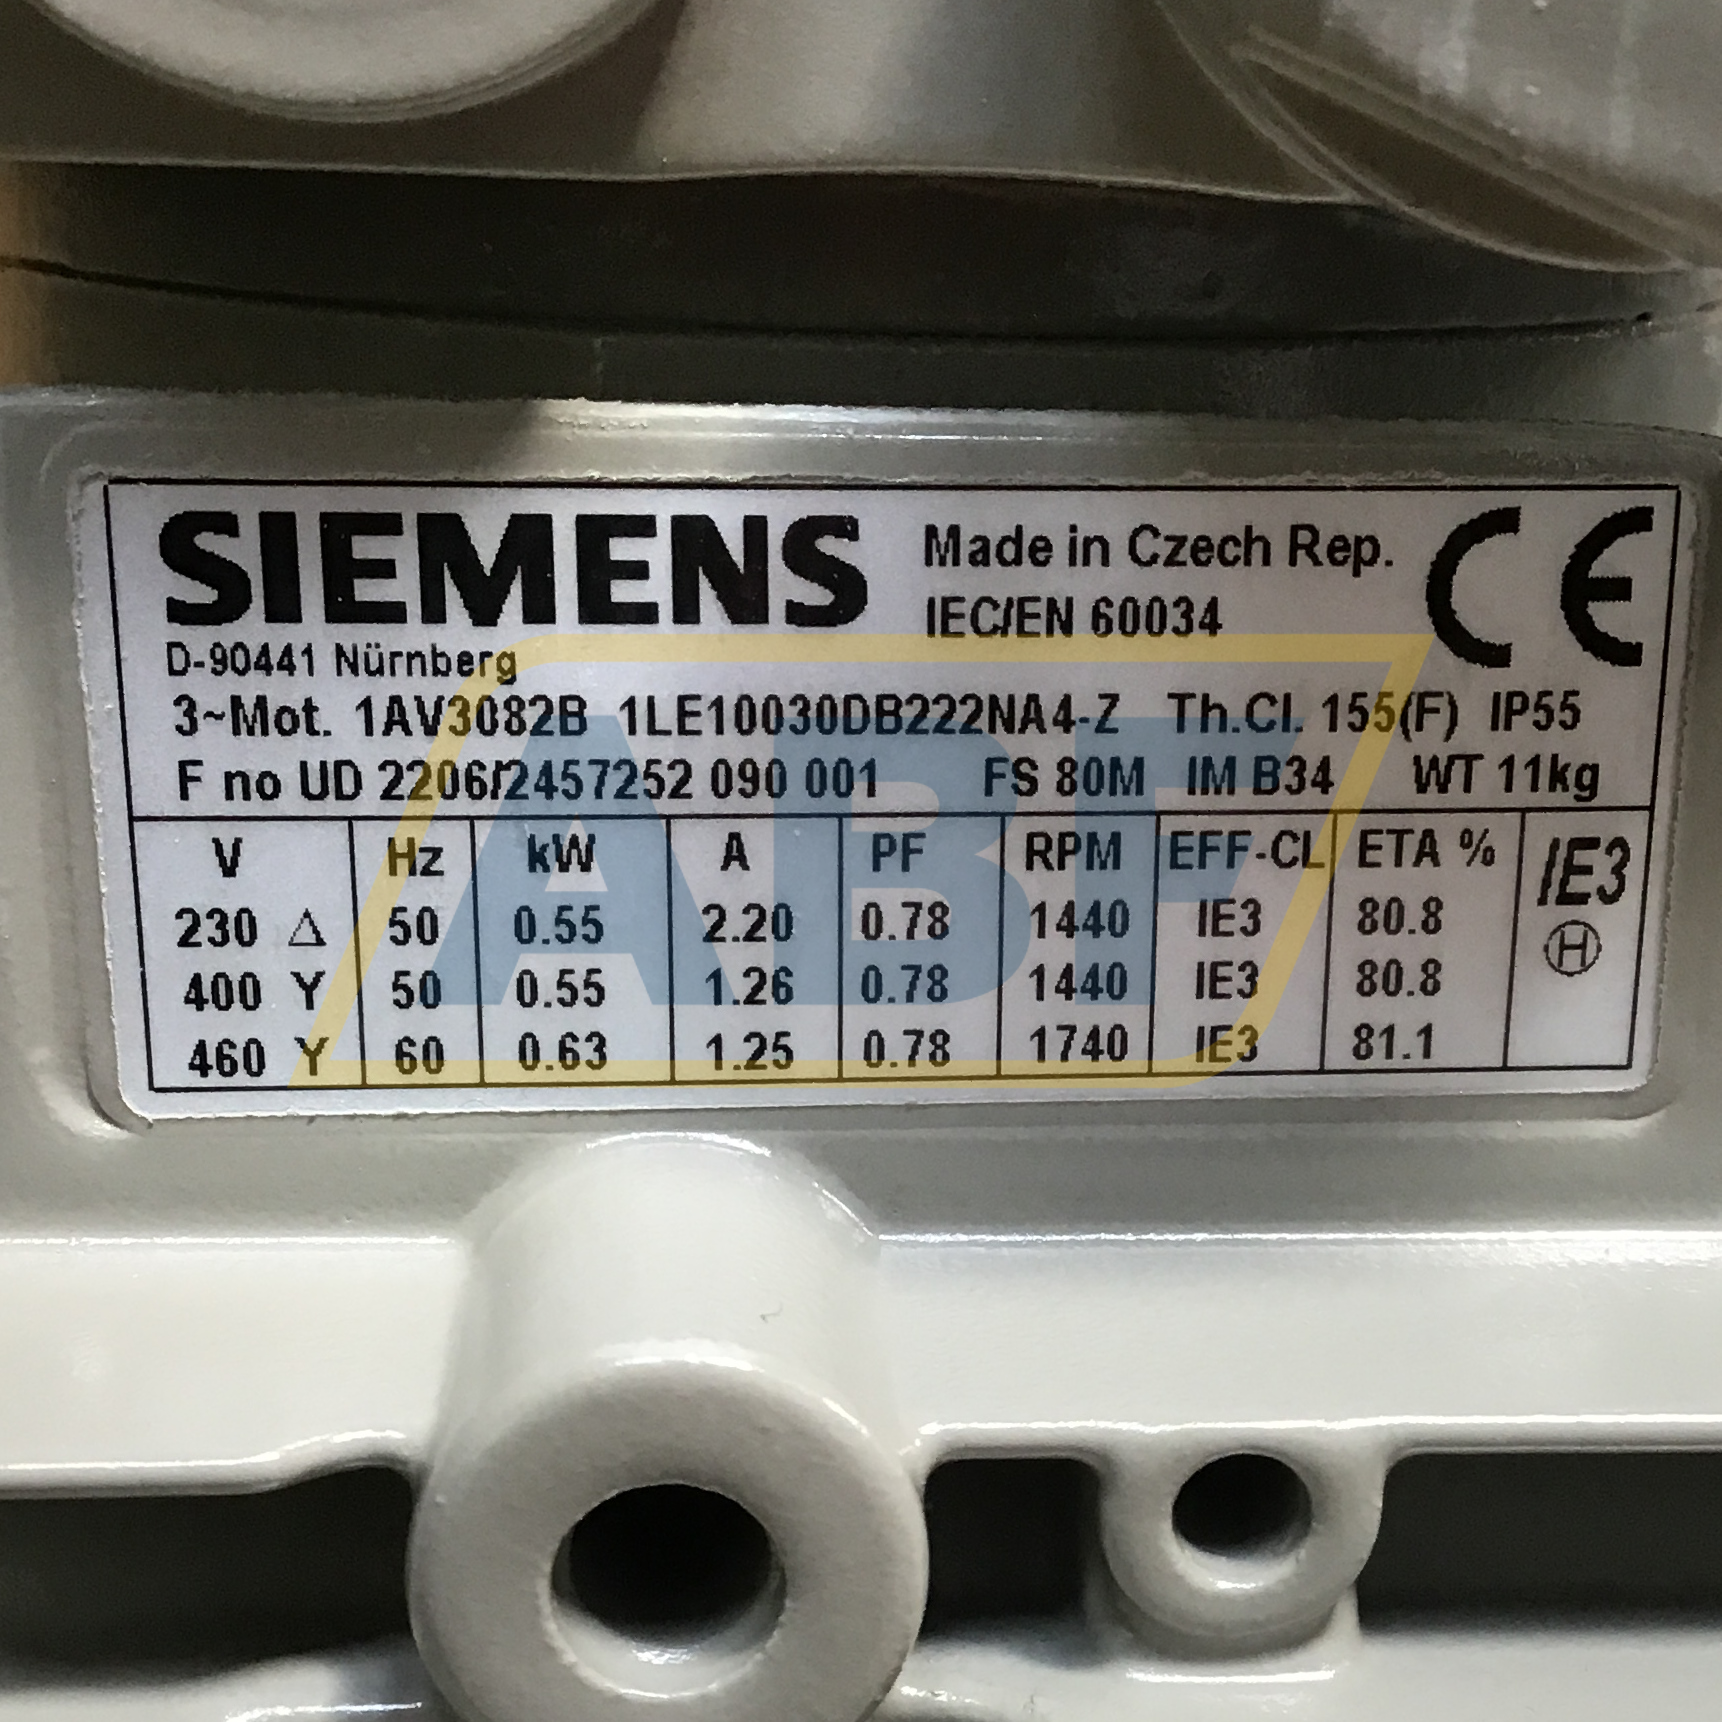 SIEMENS
Made in Czech Rep.
CE
IEC/EN 60034
D-90441 Nürnberg
3~Mot. 1AV3082B 1LE10030DB222NA4-Z Th.Cl. 155(F) IP55
F no UD 2206/2457252 090 001 FS 80M IM B34 WT 11kg
V Hz kW A PF RPM EFF-CL ETA % IE3
230 Δ 50 0.55 2.20 0.78 1440 IE3 80.8
H
400 Y 50 0.55 1.26 0.78 1440 IE3 80.8
460 Y 60 0.63 1.25 0.78 1740 IE3 81.1
ABF